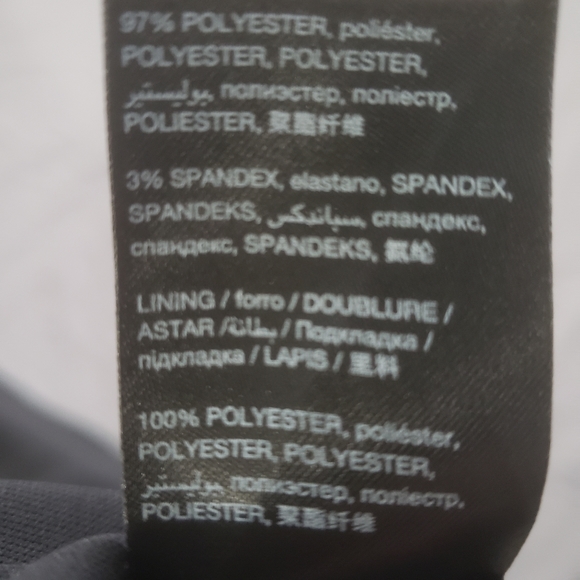 97% POLYESTER, poliéster,
POLYESTER, POLYESTER,
بوليستير, полиэстер, поліестр,
POLIESTER, 聚脂纤维
3% SPANDEX, elastano, SPANDEX,
SPANDEKS, سباندكس, спандекс,
спандекс, SPANDEKS, 氨纶
LINING / forro / DOUBLURE /
ASTAR / بطانة / Подкладка /
підкладка / LAPIS / 里料
100% POLYESTER, poliéster,
POLYESTER, POLYESTER,
بوليستير, полиэстер, поліестр,
POLIESTER, 聚脂纤维